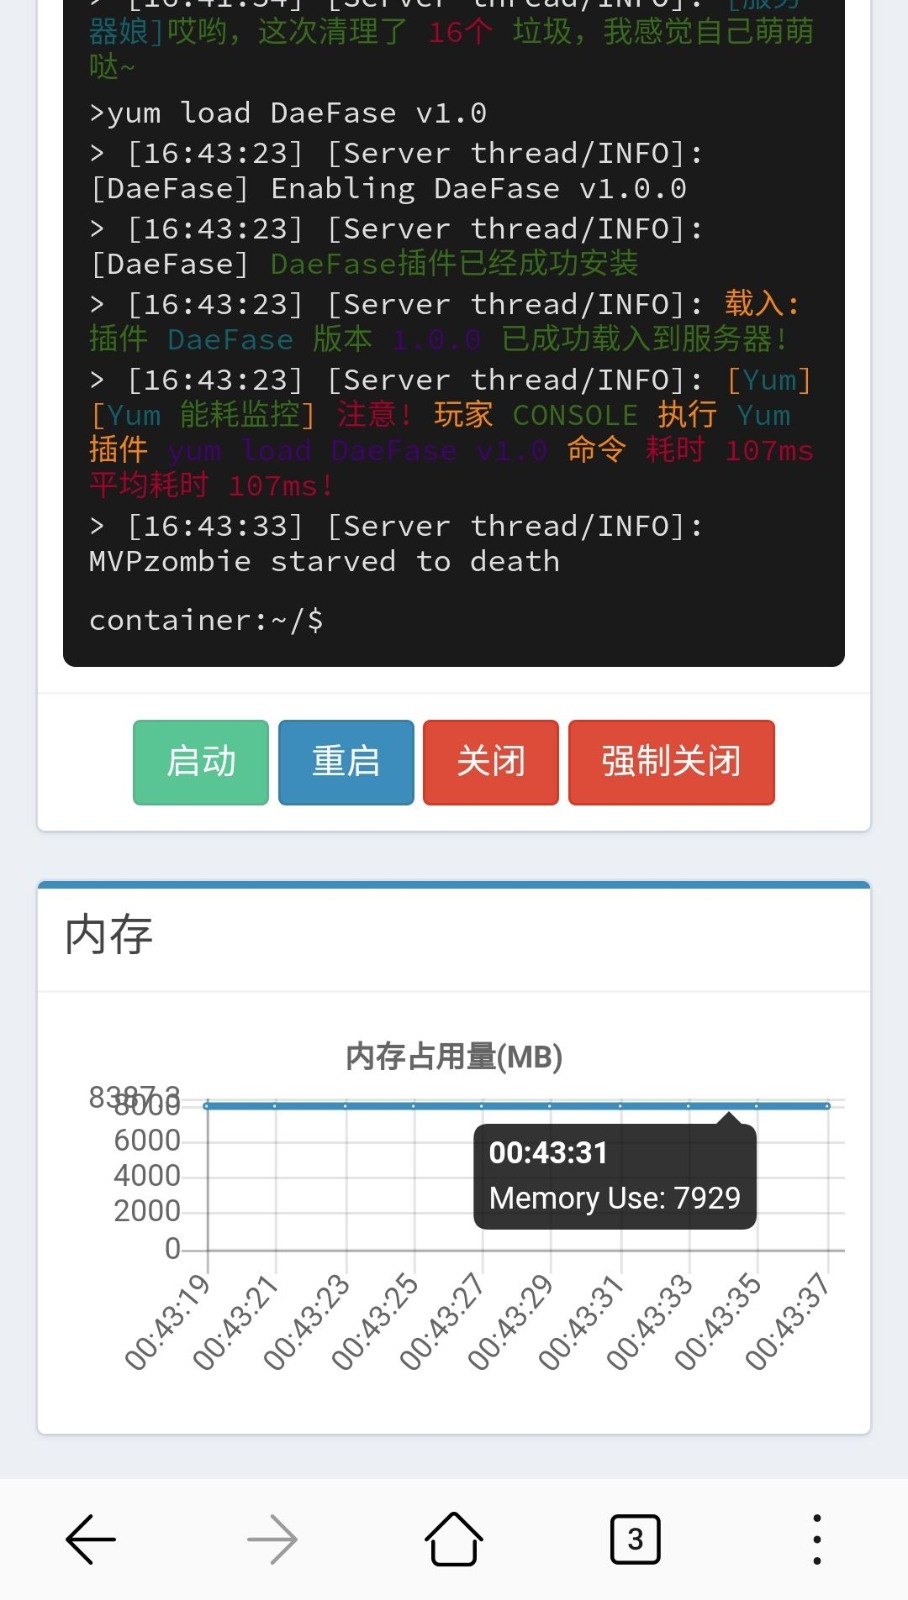 > [16:41:34] [Server thread/INFO]: [服务
器娘]哎哟，这次清理了 16个 垃圾，我感觉自己萌萌
哒~
>yum load DaeFase v1.0
> [16:43:23] [Server thread/INFO]:
[DaeFase] Enabling DaeFase v1.0.0
> [16:43:23] [Server thread/INFO]:
[DaeFase] DaeFase插件已经成功安装
> [16:43:23] [Server thread/INFO]: 载入:
插件 DaeFase 版本 1.0.0 已成功载入到服务器!
> [16:43:23] [Server thread/INFO]: [Yum]
[Yum 能耗监控] 注意! 玩家 CONSOLE 执行 Yum
插件 yum load DaeFase v1.0 命令 耗时 107ms
平均耗时 107ms!
> [16:43:33] [Server thread/INFO]:
MVPzombie starved to death
container:~/$
启动 重启 关闭 强制关闭
内存
内存占用量(MB)
8387.3
8000
6000
4000
2000
0
00:43:31
Memory Use: 7929
00:43:19 00:43:21 00:43:23 00:43:25 00:43:27 00:43:29 00:43:31 00:43:33 00:43:35 00:43:37
3